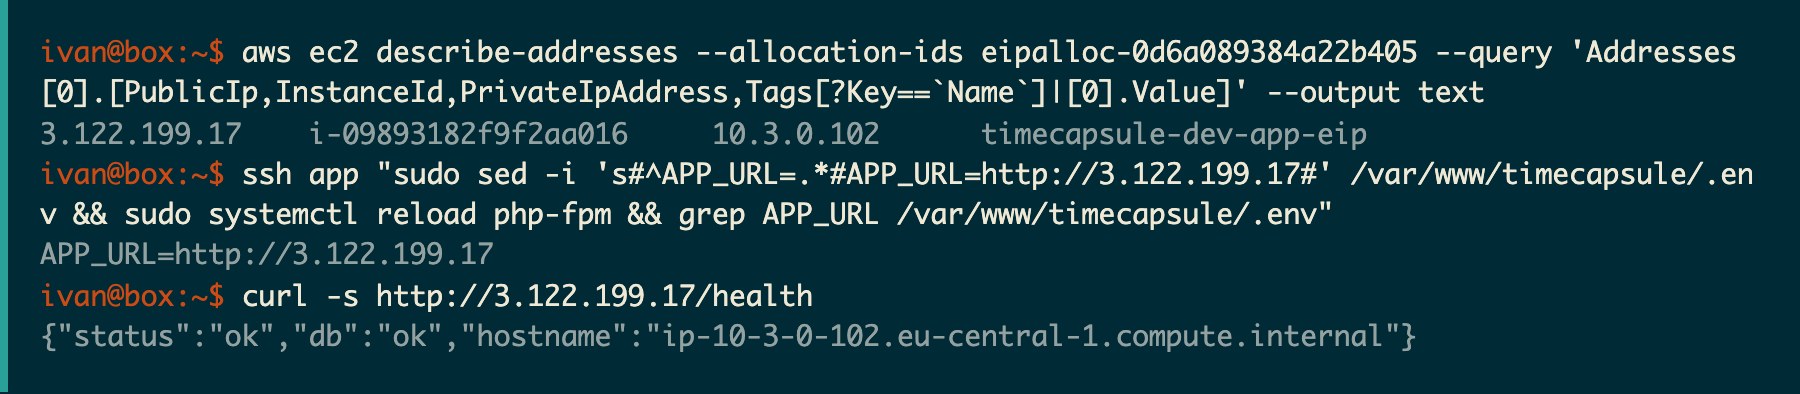 ivan@box:~$ aws ec2 describe-addresses --allocation-ids eipalloc-0d6a089384a22b405 --query 'Addresses
[0].[PublicIp,InstanceId,PrivateIpAddress,Tags[?Key==`Name`]|[0].Value]' --output text
3.122.199.17    i-09893182f9f2aa016     10.3.0.102      timecapsule-dev-app-eip
ivan@box:~$ ssh app "sudo sed -i 's#^APP_URL=.*#APP_URL=http://3.122.199.17#' /var/www/timecapsule/.en
v && sudo systemctl reload php-fpm && grep APP_URL /var/www/timecapsule/.env"
APP_URL=http://3.122.199.17
ivan@box:~$ curl -s http://3.122.199.17/health
{"status":"ok","db":"ok","hostname":"ip-10-3-0-102.eu-central-1.compute.internal"}